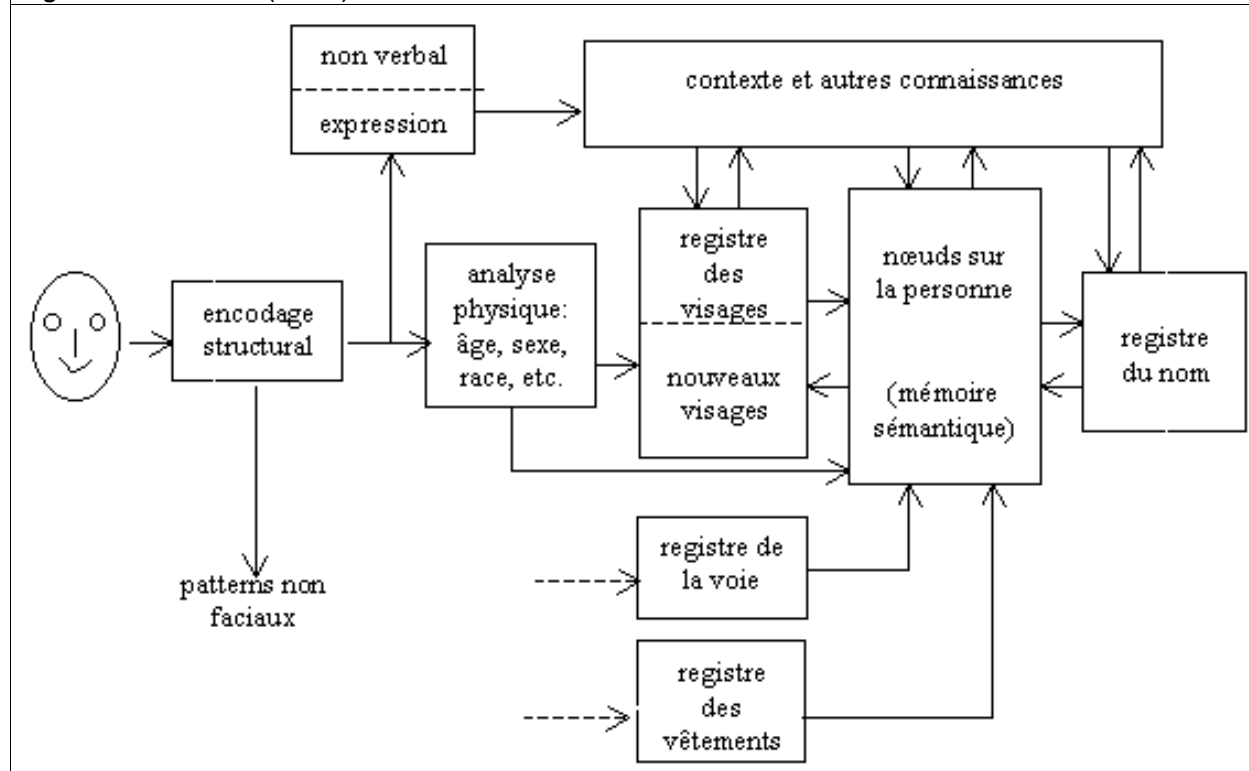 non verbal
expression
contexte et autres connaissances
encodage
structural
analyse
physique:
âge, sexe,
race, etc.
registre
des
visages
nouveaux
visages
nœuds sur
la personne
(mémoire
sémantique)
registre
du nom
patterns non
faciaux
registre de
la voie
registre
des
vêtements